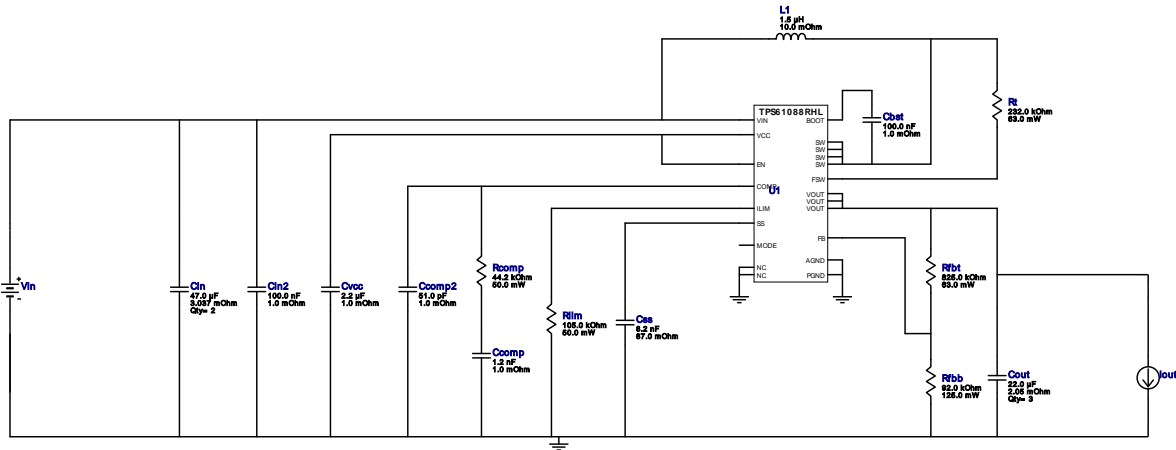 L1
1.5 µH
10.0 mOhm
TPS61088RHL
VIN
VCC
EN
COMP
U1
ILIM
SS
MODE
NC
NC
BOOT
SW
SW
SW
SW
FSW
VOUT
VOUT
VOUT
FB
AGND
PGND
Cbst
100.0 nF
1.0 mOhm
Rt
232.0 kOhm
63.0 mW
Vin
Cin
47.0 µF
3.037 mOhm
Qty= 2
Cin2
100.0 nF
1.0 mOhm
Cvcc
2.2 µF
1.0 mOhm
Ccomp2
51.0 pF
1.0 mOhm
Rcomp
44.2 kOhm
50.0 mW
Ccomp
1.2 nF
1.0 mOhm
Rlim
105.0 kOhm
50.0 mW
Css
8.2 nF
87.0 mOhm
Rfbt
825.0 kOhm
63.0 mW
Rfbb
92.0 kOhm
125.0 mW
Cout
22.0 µF
2.05 mOhm
Qty= 3
Iout